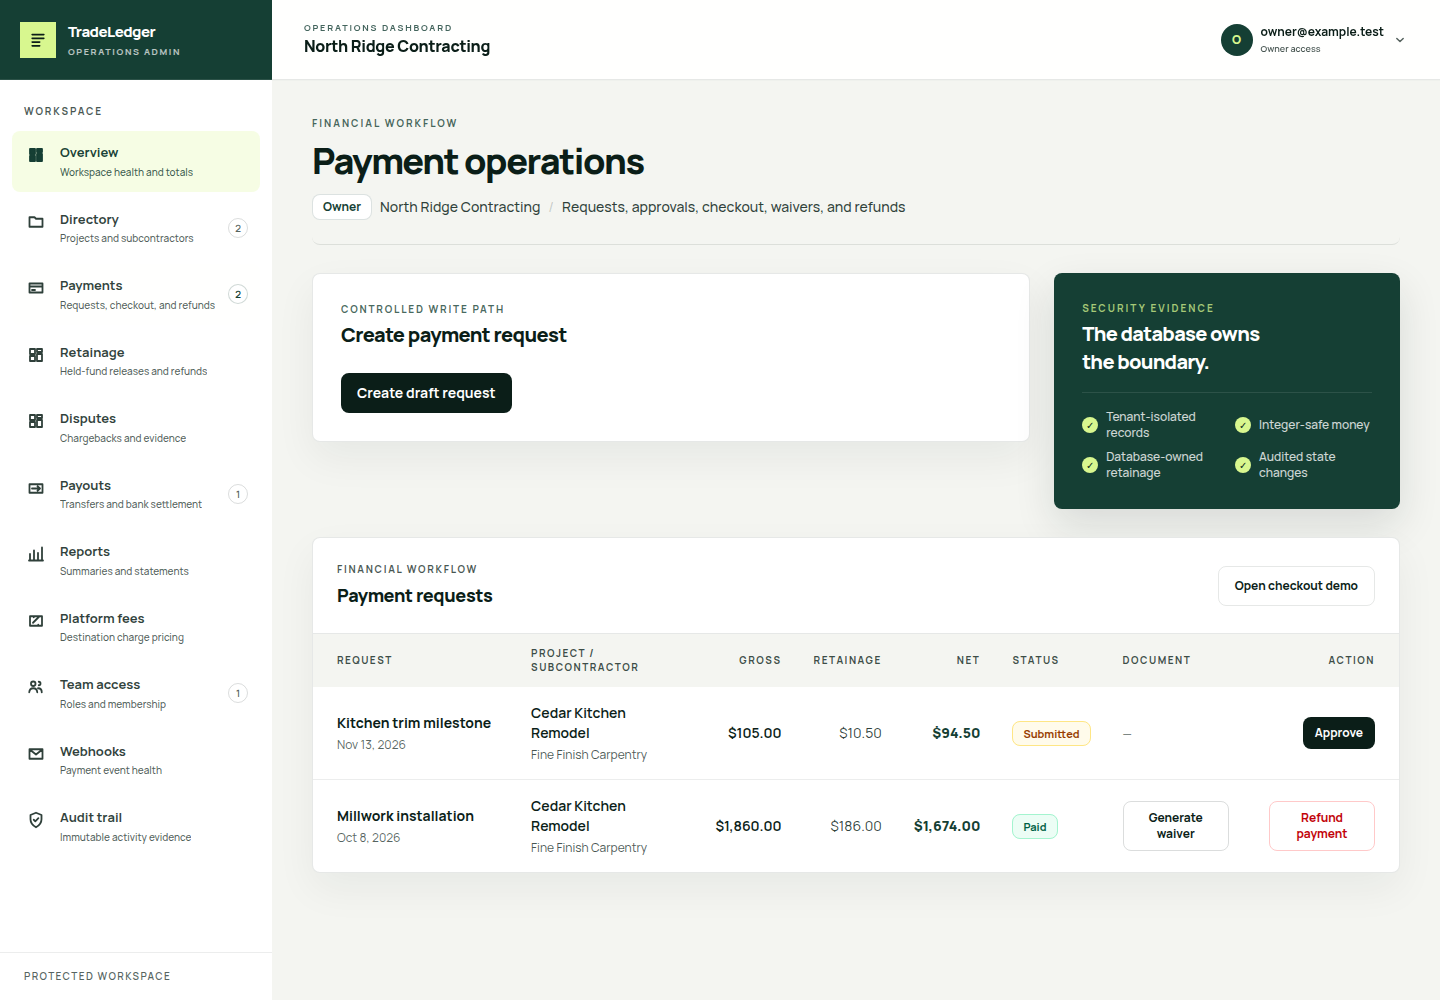 TradeLedger
OPERATIONS ADMIN
OPERATIONS DASHBOARD
North Ridge Contracting
O
owner@example.test
Owner access
WORKSPACE
Overview
Workspace health and totals
Directory
Projects and subcontractors
2
Payments
Requests, checkout, and refunds
2
Retainage
Held-fund releases and refunds
Disputes
Chargebacks and evidence
Payouts
Transfers and bank settlement
1
Reports
Summaries and statements
Platform fees
Destination charge pricing
Team access
Roles and membership
1
Webhooks
Payment event health
Audit trail
Immutable activity evidence
PROTECTED WORKSPACE
FINANCIAL WORKFLOW
Payment operations
Owner North Ridge Contracting / Requests, approvals, checkout, waivers, and refunds
CONTROLLED WRITE PATH
Create payment request
Create draft request
SECURITY EVIDENCE
The database owns
the boundary.
Tenant-isolated
records
Integer-safe money
Database-owned
retainage
Audited state
changes
FINANCIAL WORKFLOW
Payment requests
Open checkout demo
REQUEST
PROJECT /
SUBCONTRACTOR
GROSS
RETAINAGE
NET
STATUS
DOCUMENT
ACTION
Kitchen trim milestone
Nov 13, 2026
Cedar Kitchen
Remodel
Fine Finish Carpentry
$105.00
$10.50
$94.50
Submitted
—
Approve
Millwork installation
Oct 8, 2026
Cedar Kitchen
Remodel
Fine Finish Carpentry
$1,860.00
$186.00
$1,674.00
Paid
Generate
waiver
Refund
payment